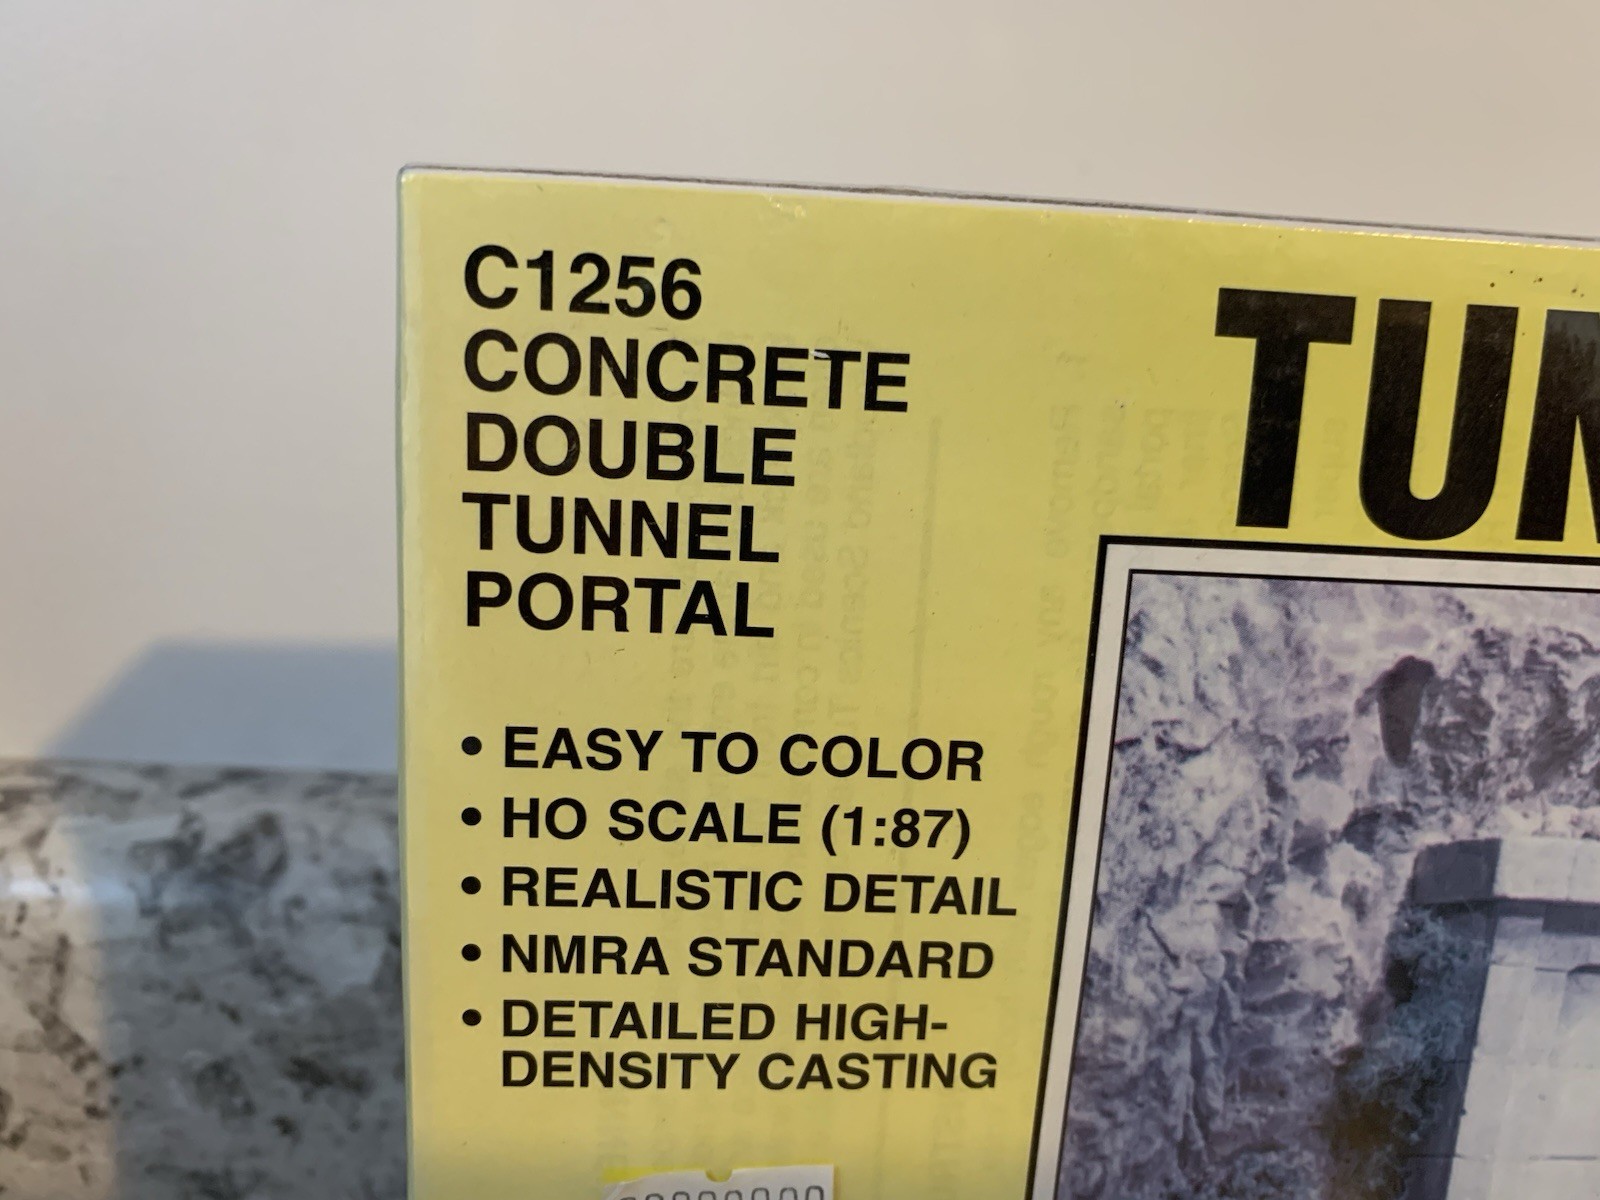 C1256
CONCRETE
DOUBLE
TUNNEL
PORTAL
• EASY TO COLOR
• HO SCALE (1:87)
• REALISTIC DETAIL
• NMRA STANDARD
• DETAILED HIGH-
DENSITY CASTING
TUN